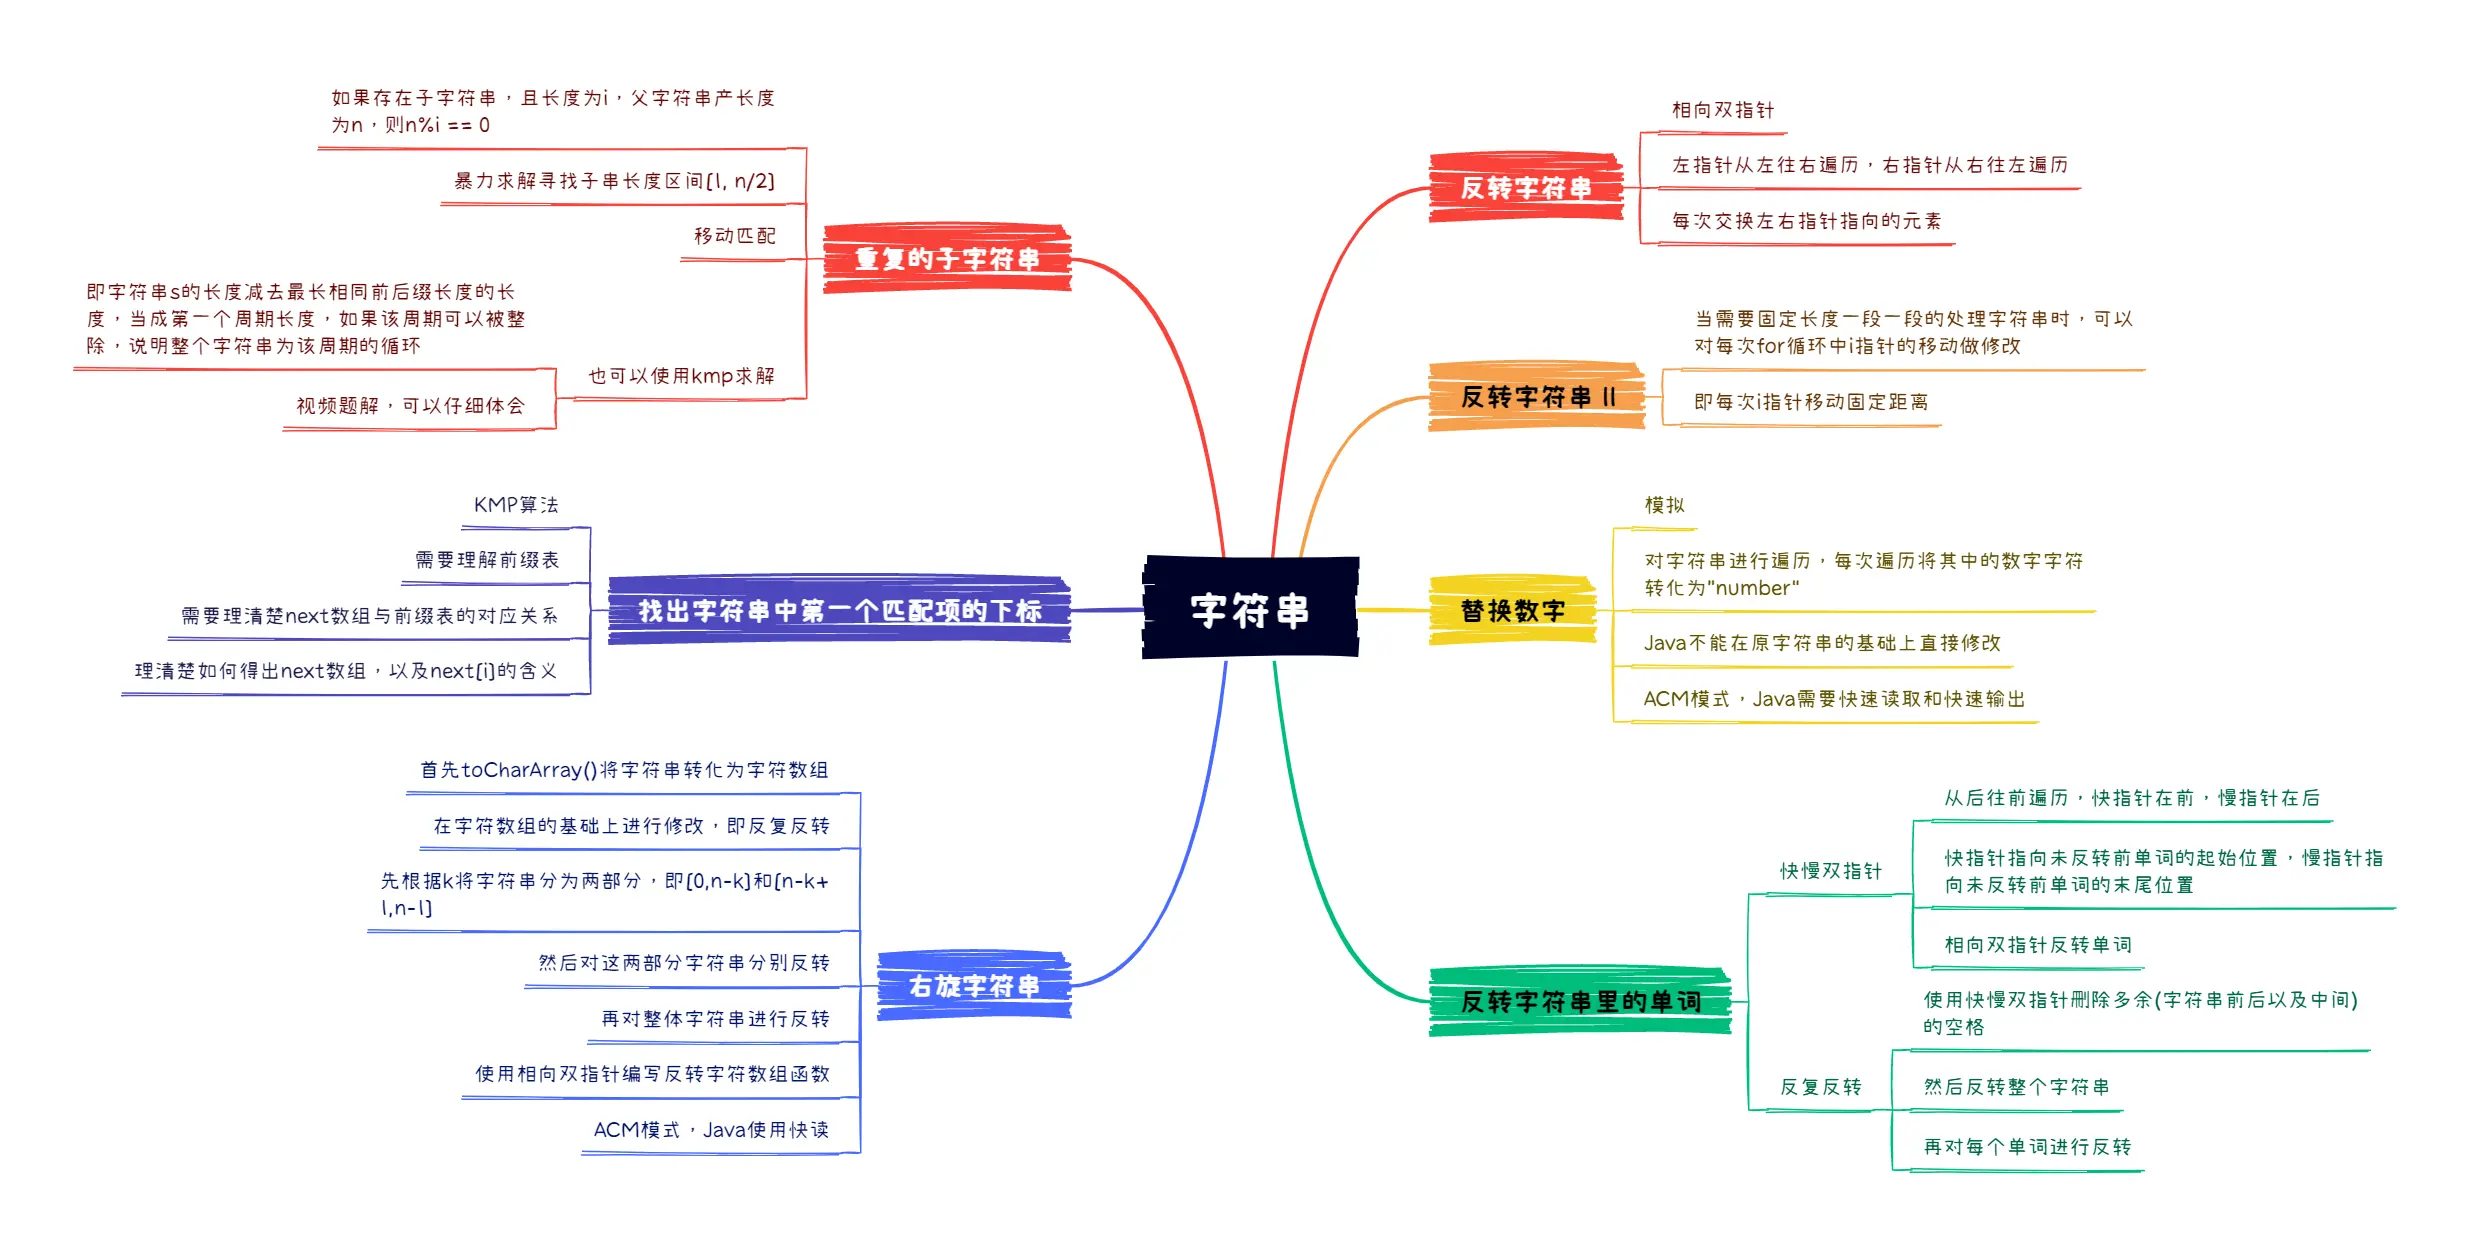 字符串
反转字符串
相向双指针
左指针从左往右遍历，右指针从右往左遍历
每次交换左右指针指向的元素
反转字符串 II
当需要固定长度一段一段的处理字符串时，可以
对每次for循环中i指针的移动做修改
即每次i指针移动固定距离
替换数字
模拟
对字符串进行遍历，每次遍历将其中的数字字符
转化为"number"
Java不能在原字符串的基础上直接修改
ACM模式，Java需要快速读取和快速输出
反转字符串里的单词
快慢双指针
从后往前遍历，快指针在前，慢指针在后
快指针指向未反转前单词的起始位置，慢指针指
向未反转前单词的末尾位置
相向双指针反转单词
反复反转
使用快慢双指针删除多余(字符串前后以及中间)
的空格
然后反转整个字符串
再对每个单词进行反转
重复的子字符串
如果存在子字符串，且长度为i，父字符串产长度
为n，则n%i == 0
暴力求解寻找子串长度区间[1, n/2]
移动匹配
也可以使用kmp求解
即字符串s的长度减去最长相同前后缀长度的长
度，当成第一个周期长度，如果该周期可以被整
除，说明整个字符串为该周期的循环
视频题解，可以仔细体会
找出字符串中第一个匹配项的下标
KMP算法
需要理解前缀表
需要理清楚next数组与前缀表的对应关系
理清楚如何得出next数组，以及next[i]的含义
右旋字符串
首先toCharArray()将字符串转化为字符数组
在字符数组的基础上进行修改，即反复反转
先根据k将字符串分为两部分，即[0,n-k]和[n-k+
1,n-1]
然后对这两部分字符串分别反转
再对整体字符串进行反转
使用相向双指针编写反转字符数组函数
ACM模式，Java使用快读